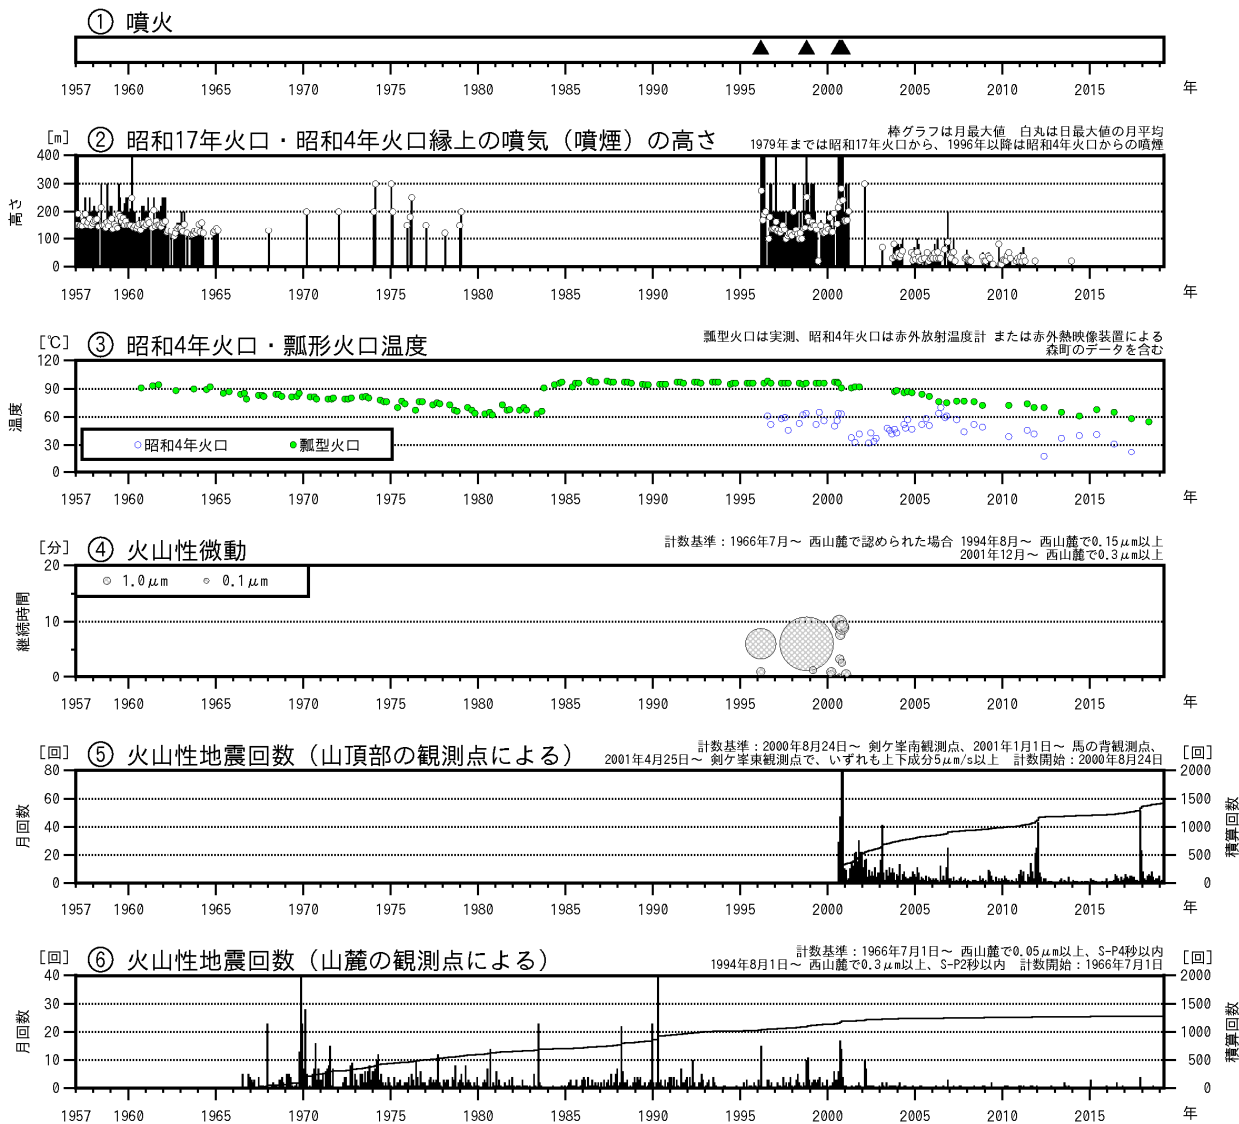 ① 噴火
1957 1960 1965 1970 1975 1980 1985 1990 1995 2000 2005 2010 2015 年
[m] ② 昭和17年火口・昭和4年火口縁上の噴気（噴煙）の高さ
棒グラフは月最大値 白丸は日最大値の月平均
1979年までは昭和17年火口から、1996年以降は昭和4年火口からの噴煙
高さ
400
300
200
100
0
1957 1960 1965 1970 1975 1980 1985 1990 1995 2000 2005 2010 2015 年
[℃] ③ 昭和4年火口・瓢形火口温度
瓢型火口は実測、昭和4年火口は赤外放射温度計 または赤外熱映像装置による
森町のデータを含む
温度
120
90
60
30
0
昭和4年火口 瓢型火口
1957 1960 1965 1970 1975 1980 1985 1990 1995 2000 2005 2010 2015 年
[分] ④ 火山性微動
計数基準：1966年7月～ 西山麓で認められた場合 1994年8月～ 西山麓で0.15μm以上
2001年12月～ 西山麓で0.3μm以上
継続時間
20
10
0
1.0μm 0.1μm
1957 1960 1965 1970 1975 1980 1985 1990 1995 2000 2005 2010 2015 年
[回] ⑤ 火山性地震回数（山頂部の観測点による）
計数基準：2000年8月24日～ 剣ケ峯南観測点、2001年1月1日～ 馬の背観測点、
2001年4月25日～ 剣ケ峯東観測点で、いずれも上下成分5μm/s以上 計数開始：2000年8月24日
[回]
月回数
80
60
40
20
0
2000
1500
1000
500
0
積算回数
1957 1960 1965 1970 1975 1980 1985 1990 1995 2000 2005 2010 2015 年
[回] ⑥ 火山性地震回数（山麓の観測点による）
計数基準：1966年7月1日～ 西山麓で0.05μm以上、S-P4秒以内
1994年8月1日～ 西山麓で0.3μm以上、S-P2秒以内 計数開始：1966年7月1日
[回]
月回数
40
30
20
10
0
2000
1500
1000
500
0
積算回数
1957 1960 1965 1970 1975 1980 1985 1990 1995 2000 2005 2010 2015 年